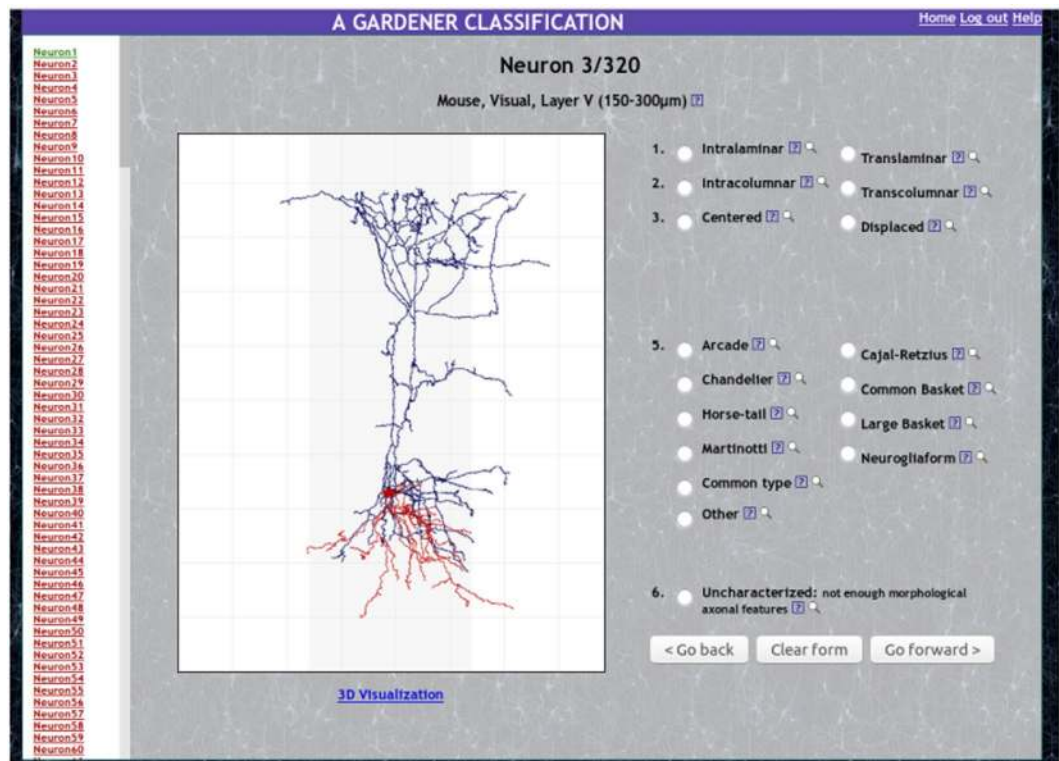 A GARDENER CLASSIFICATION
Home Log out Help
Neuron1
Neuron2
Neuron3
Neuron4
Neuron5
Neuron6
Neuron7
Neuron8
Neuron9
Neuron10
Neuron11
Neuron12
Neuron13
Neuron14
Neuron15
Neuron16
Neuron17
Neuron18
Neuron19
Neuron20
Neuron21
Neuron22
Neuron23
Neuron24
Neuron25
Neuron26
Neuron27
Neuron28
Neuron29
Neuron30
Neuron31
Neuron32
Neuron33
Neuron34
Neuron35
Neuron36
Neuron37
Neuron38
Neuron39
Neuron40
Neuron41
Neuron42
Neuron43
Neuron44
Neuron45
Neuron46
Neuron47
Neuron48
Neuron49
Neuron50
Neuron51
Neuron52
Neuron53
Neuron54
Neuron55
Neuron56
Neuron57
Neuron58
Neuron59
Neuron60
Neuron 3/320
Mouse, Visual, Layer V (150-300μm) ?
3D Visualization
1. Intralaminar ? Translaminar ?
2. Intracolumnar ? Transcolumnar ?
3. Centered ? Displaced ?
5. Arcade ? Cajal-Retzius ?
Chandelier ? Common Basket ?
Horse-tail ? Large Basket ?
Martinotti ? Neurogliaform ?
Common type ?
Other ?
6. Uncharacterized: not enough morphological
axonal features ?
< Go back Clear form Go forward >